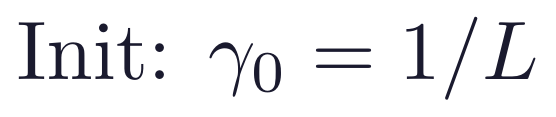 Init: γ₀ = 1/L